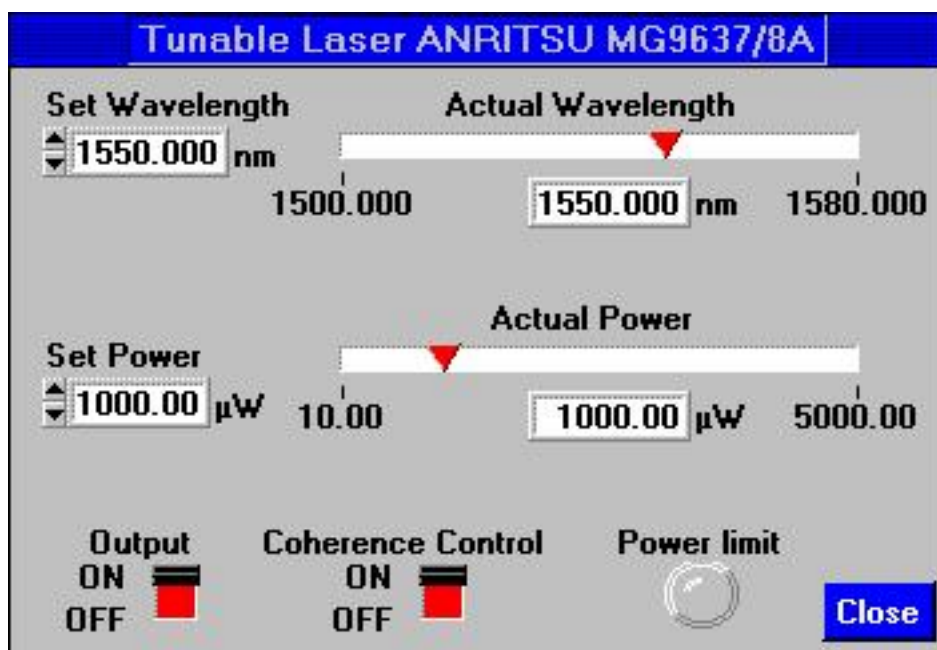 Tunable Laser ANRITSU MG9637/8A
Set Wavelength
1550.000 nm
Actual Wavelength
1500.000
1550.000 nm
1580.000
Set Power
1000.00 µW
Actual Power
10.00
1000.00 µW
5000.00
Output
ON
OFF
Coherence Control
ON
OFF
Power limit
Close